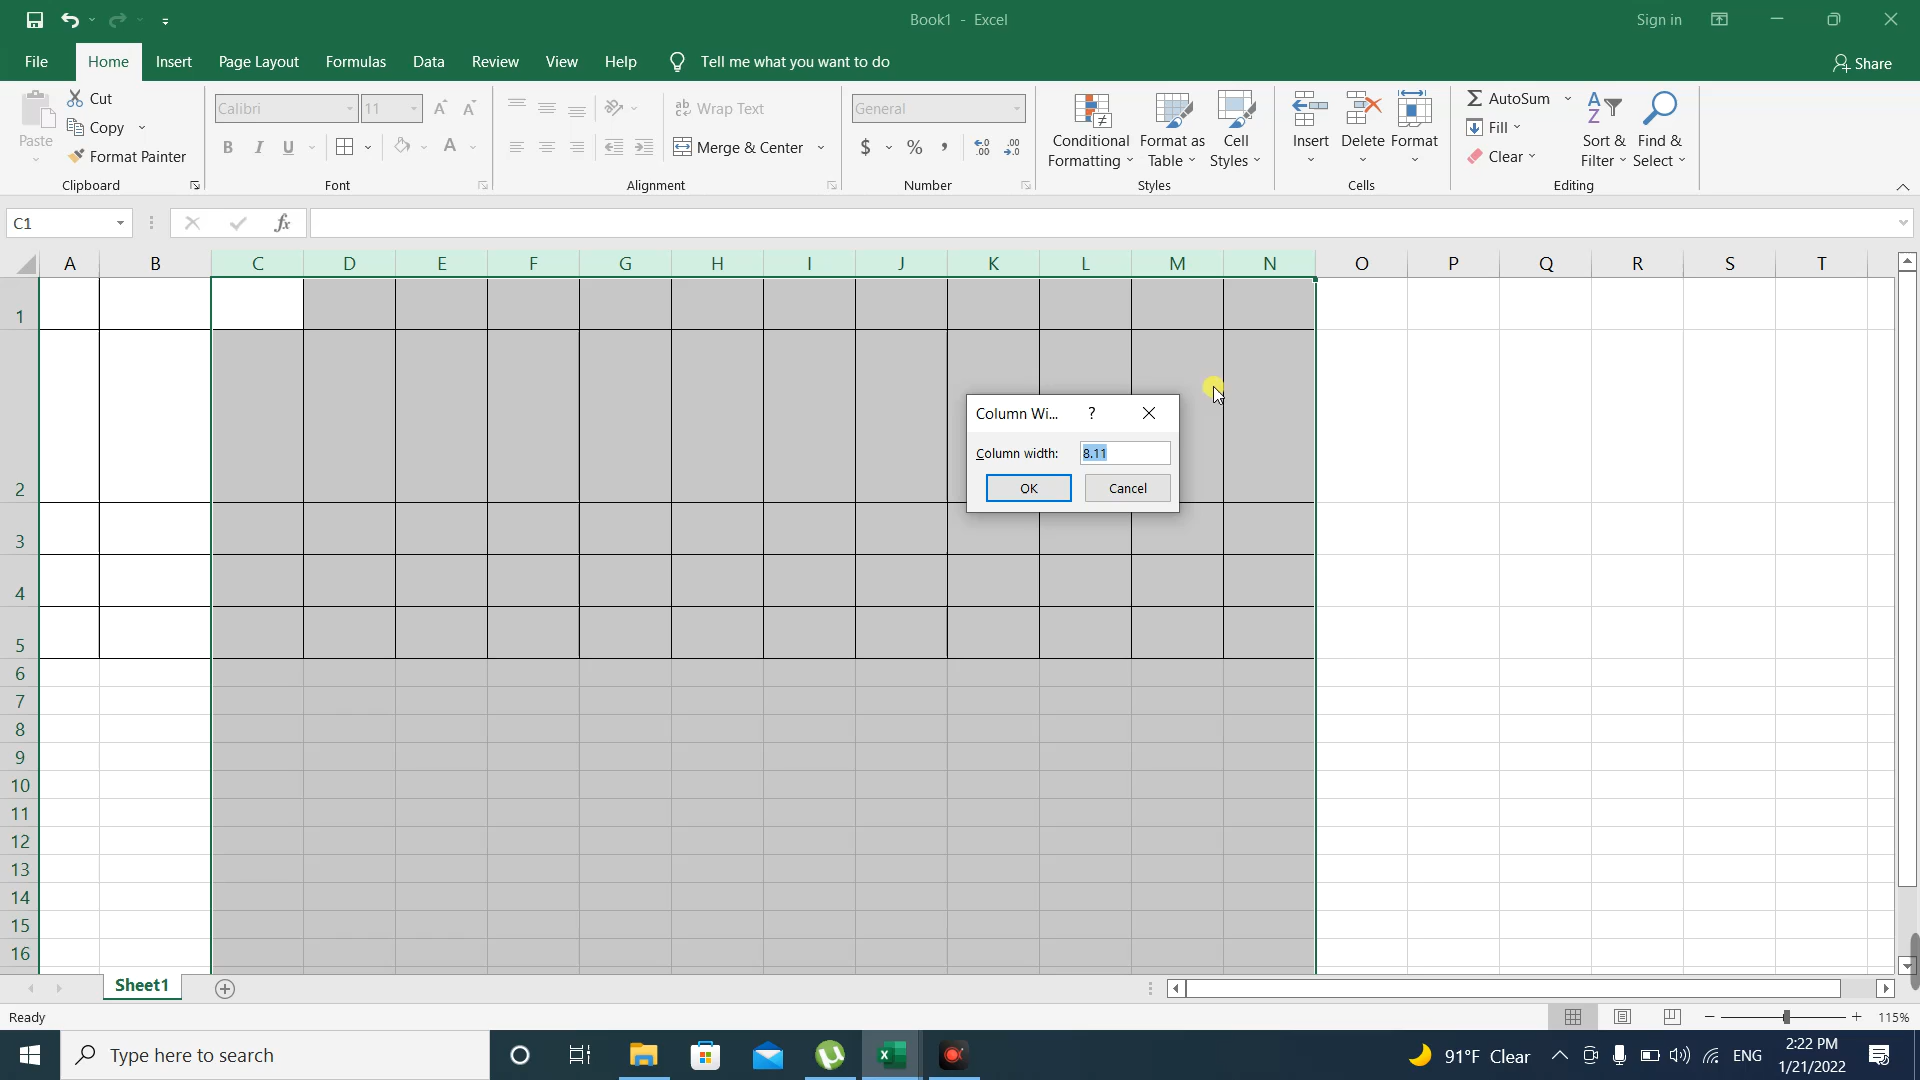 Book1 - Excel
Sign in
File Home Insert Page Layout Formulas Data Review View Help Tell me what you want to do Share
Paste Cut Copy Format Painter Clipboard
Calibri 11 B I U A A A Font
ab Wrap Text Merge & Center Alignment
General $ % , .00 .00 Number
Conditional Formatting Format as Table Cell Styles Styles
Insert Delete Format Cells
AutoSum Fill Clear Sort & Filter Find & Select Editing
C1 fx
A B C D E F G H I J K L M N O P Q R S T
1
2
3
4
5
6
7
8
9
10
11
12
13
14
15
16
Column Wi... ?
Column width: 8.11
OK Cancel
Sheet1
Ready 115%
Type here to search 91°F Clear ENG 2:22 PM
1/21/2022